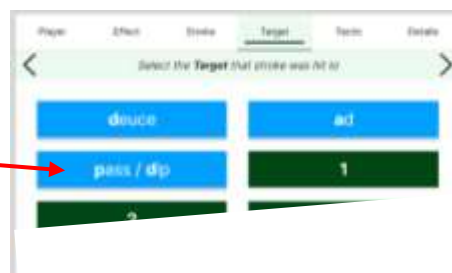 Player Effect Stroke Target Tactic Details
Select the Target that stroke was hit to
deuce ad
pass / dip 1
2